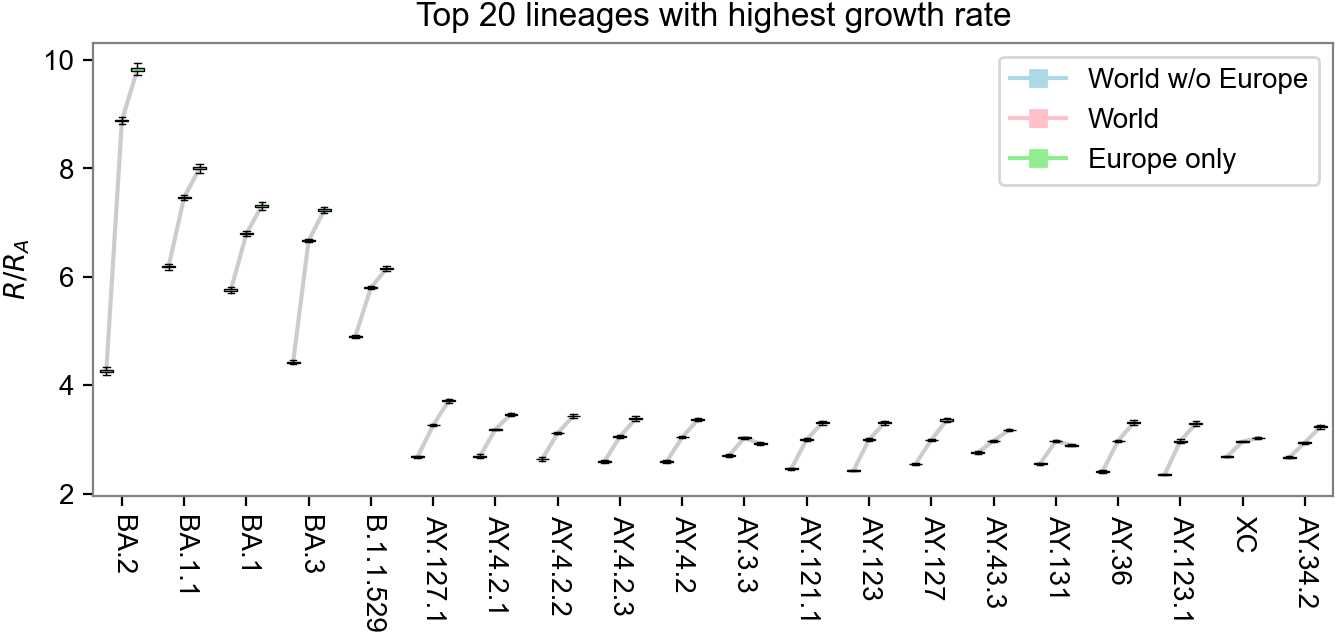 Top 20 lineages with highest growth rate
R/R_A
10
8
6
4
2
World w/o Europe
World
Europe only
BA.2
BA.1.1
BA.1
BA.3
B.1.1.529
AY.127.1
AY.4.2.1
AY.4.2.2
AY.4.2.3
AY.4.2
AY.3.3
AY.121.1
AY.123
AY.127
AY.43.3
AY.131
AY.36
AY.123.1
XC
AY.34.2